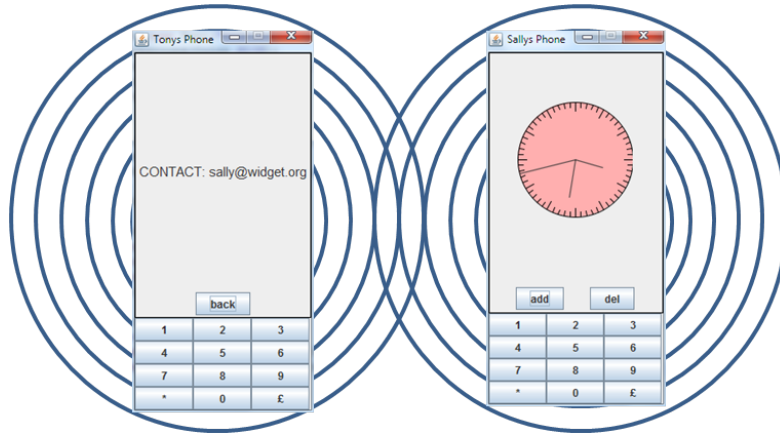 Tonys Phone
CONTACT: sally@widget.org
back
1 2 3
4 5 6
7 8 9
* 0 £
Sallys Phone
add del
1 2 3
4 5 6
7 8 9
* 0 £